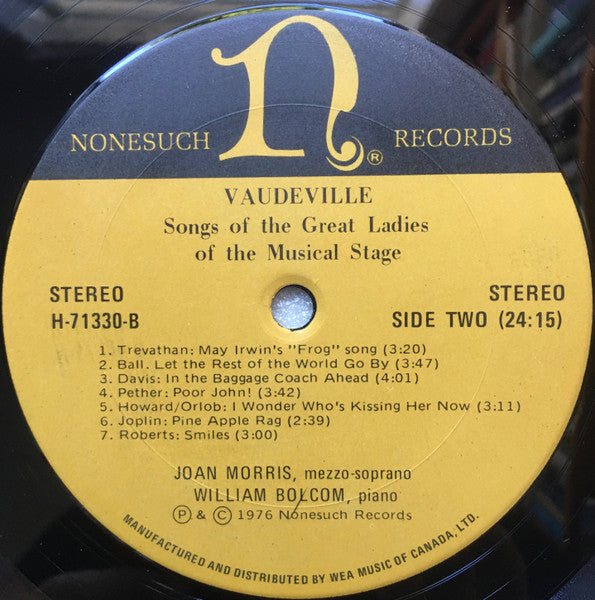 NONESUCH n® RECORDS
VAUDEVILLE
Songs of the Great Ladies
of the Musical Stage
STEREO STEREO
H-71330-B SIDE TWO (24:15)
1. Trevathan: May Irwin's "Frog" song (3:20)
2. Ball. Let the Rest of the World Go By (3:47)
3. Davis: In the Baggage Coach Ahead (4:01)
4. Pether: Poor John! (3:42)
5. Howard/Orlob: I Wonder Who's Kissing Her Now (3:11)
6. Joplin: Pine Apple Rag (2:39)
7. Roberts: Smiles (3:00)
JOAN MORRIS, mezzo-soprano
WILLIAM BOLCOM, piano
℗ & © 1976 Nonesuch Records
MANUFACTURED AND DISTRIBUTED BY WEA MUSIC OF CANADA, LTD.